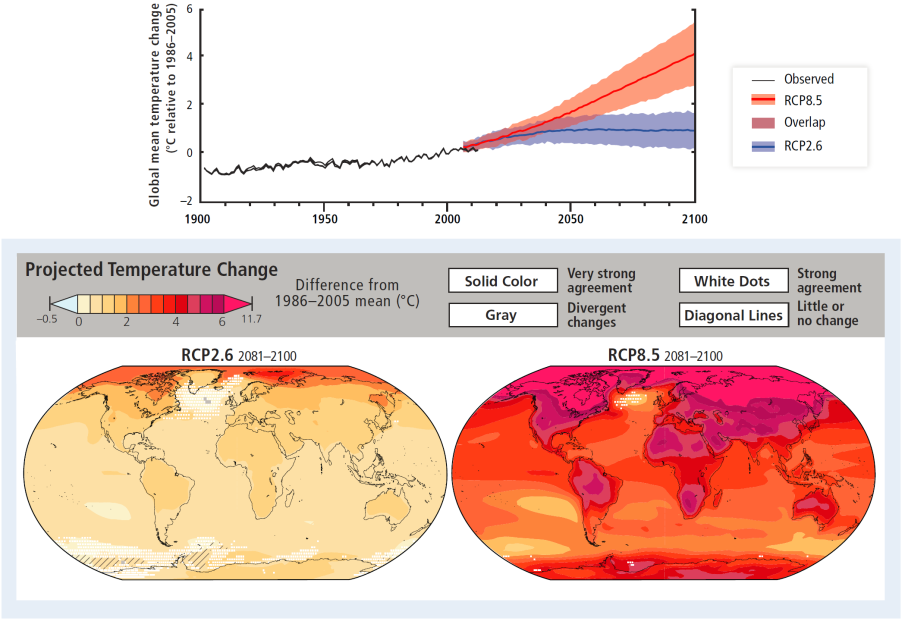 Global mean temperature change
(°C relative to 1986–2005)
6
4
2
0
−2
1900
1950
2000
2050
2100
Observed
RCP8.5
Overlap
RCP2.6
Projected Temperature Change
Difference from
1986–2005 mean (°C)
−0.5 0 2 4 6 11.7
Solid Color
Very strong
agreement
White Dots
Strong
agreement
Gray
Divergent
changes
Diagonal Lines
Little or
no change
RCP2.6 2081–2100
RCP8.5 2081–2100